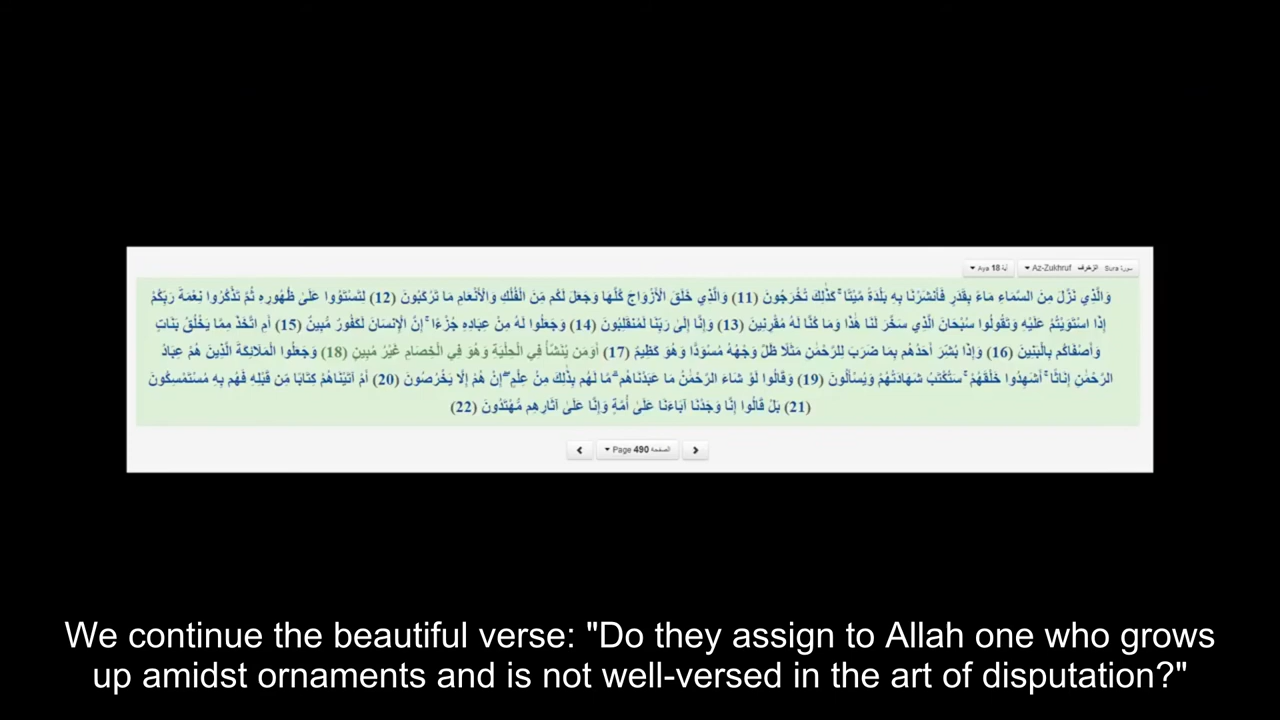 سورة Sura الزخرف Az-Zukhruf آية Aya 18
وَالَّذِي نَزَّلَ مِنَ السَّمَاءِ مَاءً بِقَدَرٍ فَأَنشَرْنَا بِهِ بَلْدَةً مَّيْتًا ۚ كَذَٰلِكَ تُخْرَجُونَ (11) وَالَّذِي خَلَقَ الْأَزْوَاجَ كُلَّهَا وَجَعَلَ لَكُم مِّنَ الْفُلْكِ وَالْأَنْعَامِ مَا تَرْكَبُونَ (12) لِتَسْتَوُوا عَلَىٰ ظُهُورِهِ ثُمَّ تَذْكُرُوا نِعْمَةَ رَبِّكُمْ
إِذَا اسْتَوَيْتُمْ عَلَيْهِ وَتَقُولُوا سُبْحَانَ الَّذِي سَخَّرَ لَنَا هَٰذَا وَمَا كُنَّا لَهُ مُقْرِنِينَ (13) وَإِنَّا إِلَىٰ رَبِّنَا لَمُنقَلِبُونَ (14) وَجَعَلُوا لَهُ مِنْ عِبَادِهِ جُزْءًا ۚ إِنَّ الْإِنسَانَ لَكَفُورٌ مُّبِينٌ (15) أَمِ اتَّخَذَ مِمَّا يَخْلُقُ بَنَاتٍ
وَأَصْفَاكُم بِالْبَنِينَ (16) وَإِذَا بُشِّرَ أَحَدُهُم بِمَا ضَرَبَ لِلرَّحْمَٰنِ مَثَلًا ظَلَّ وَجْهُهُ مُسْوَدًّا وَهُوَ كَظِيمٌ (17) أَوَمَن يُنَشَّأُ فِي الْحِلْيَةِ وَهُوَ فِي الْخِصَامِ غَيْرُ مُبِينٍ (18) وَجَعَلُوا الْمَلَائِكَةَ الَّذِينَ هُمْ عِبَادُ
الرَّحْمَٰنِ إِنَاثًا ۚ أَشَهِدُوا خَلْقَهُمْ ۚ سَتُكْتَبُ شَهَادَتُهُمْ وَيُسْأَلُونَ (19) وَقَالُوا لَوْ شَاءَ الرَّحْمَٰنُ مَا عَبَدْنَاهُم ۗ مَّا لَهُم بِذَٰلِكَ مِنْ عِلْمٍ ۖ إِنْ هُمْ إِلَّا يَخْرُصُونَ (20) أَمْ آتَيْنَاهُمْ كِتَابًا مِّن قَبْلِهِ فَهُم بِهِ مُسْتَمْسِكُونَ
(21) بَلْ قَالُوا إِنَّا وَجَدْنَا آبَاءَنَا عَلَىٰ أُمَّةٍ وَإِنَّا عَلَىٰ آثَارِهِم مُّهْتَدُونَ (22)
الصفحة Page 490
We continue the beautiful verse: "Do they assign to Allah one who grows
up amidst ornaments and is not well-versed in the art of disputation?"